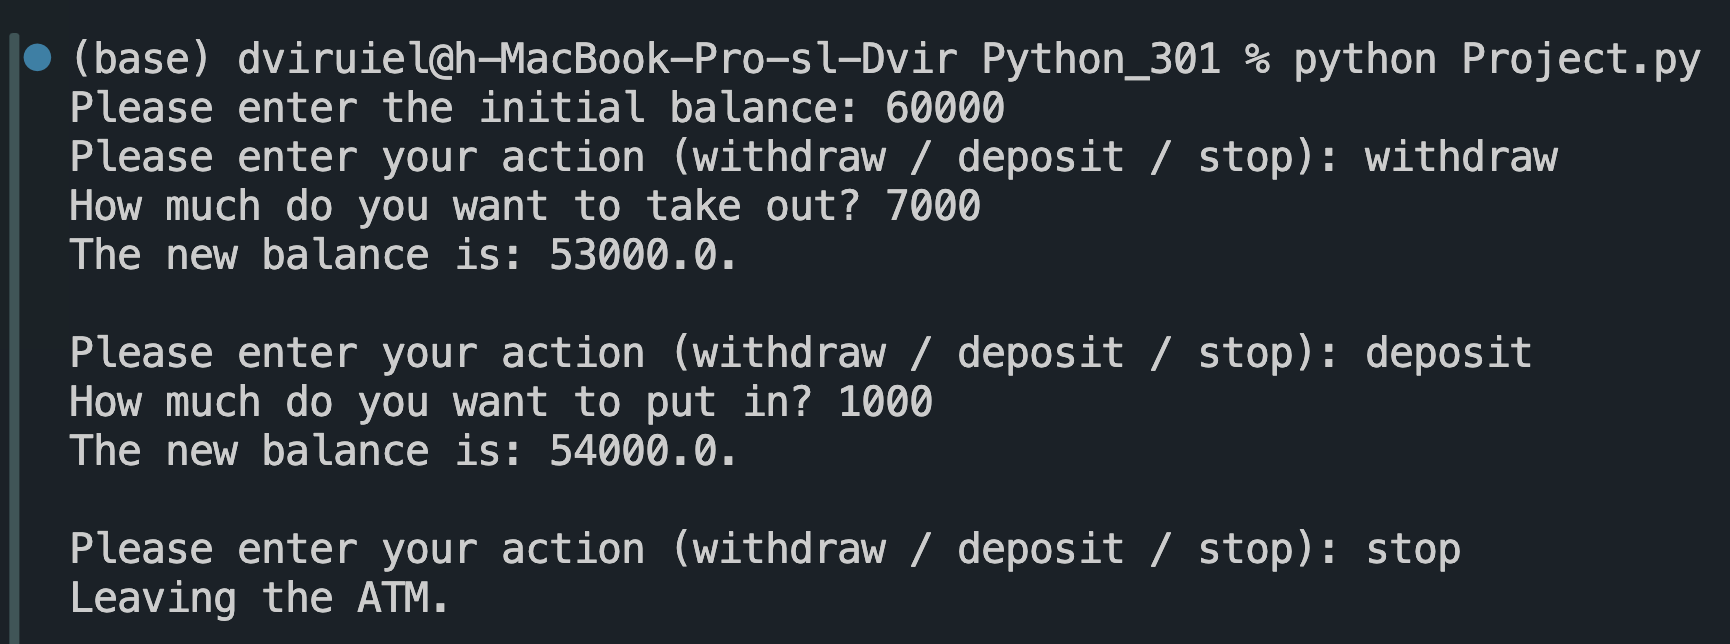 (base) dviruiel@h-MacBook-Pro-sl-Dvir Python_301 % python Project.py
Please enter the initial balance: 60000
Please enter your action (withdraw / deposit / stop): withdraw
How much do you want to take out? 7000
The new balance is: 53000.0.
Please enter your action (withdraw / deposit / stop): deposit
How much do you want to put in? 1000
The new balance is: 54000.0.
Please enter your action (withdraw / deposit / stop): stop
Leaving the ATM.